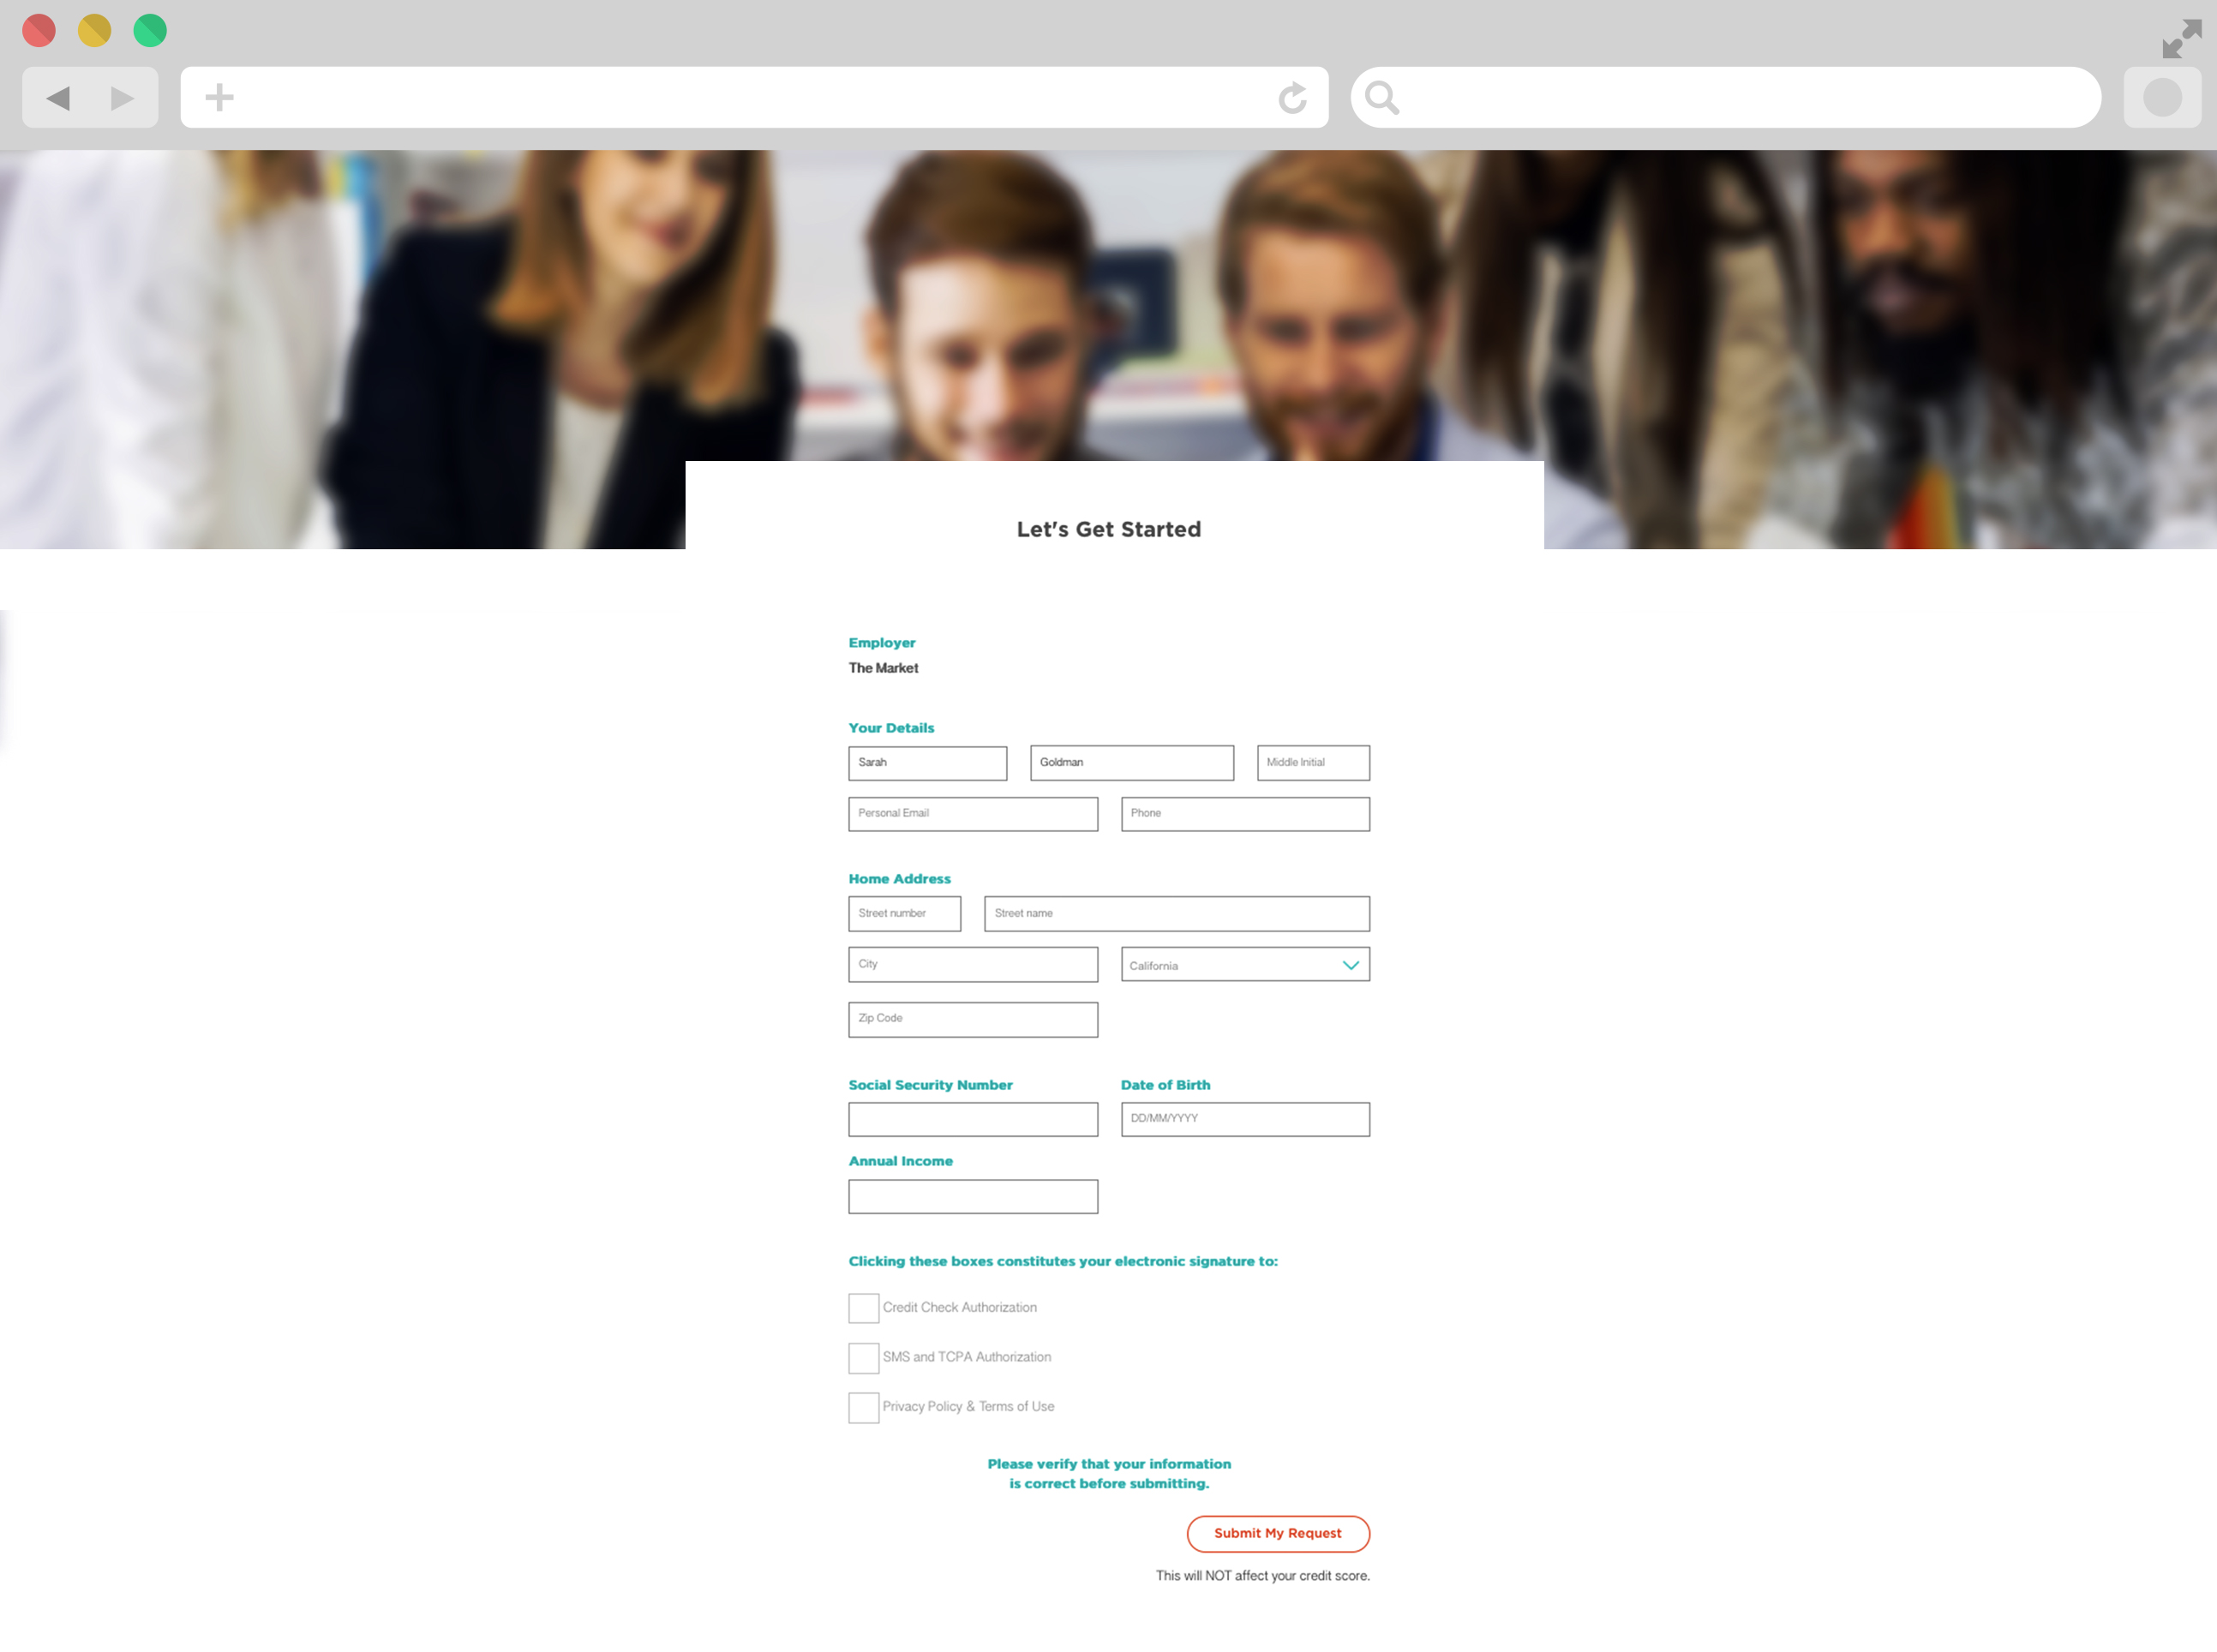 Let's Get Started
Employer
The Market
Your Details
Sarah
Goldman
Middle Initial
Personal Email
Phone
Home Address
Street number
Street name
City
California
Zip Code
Social Security Number
Date of Birth
DD/MM/YYYY
Annual Income
Clicking these boxes constitutes your electronic signature to:
Credit Check Authorization
SMS and TCPA Authorization
Privacy Policy & Terms of Use
Please verify that your information
is correct before submitting.
Submit My Request
This will NOT affect your credit score.